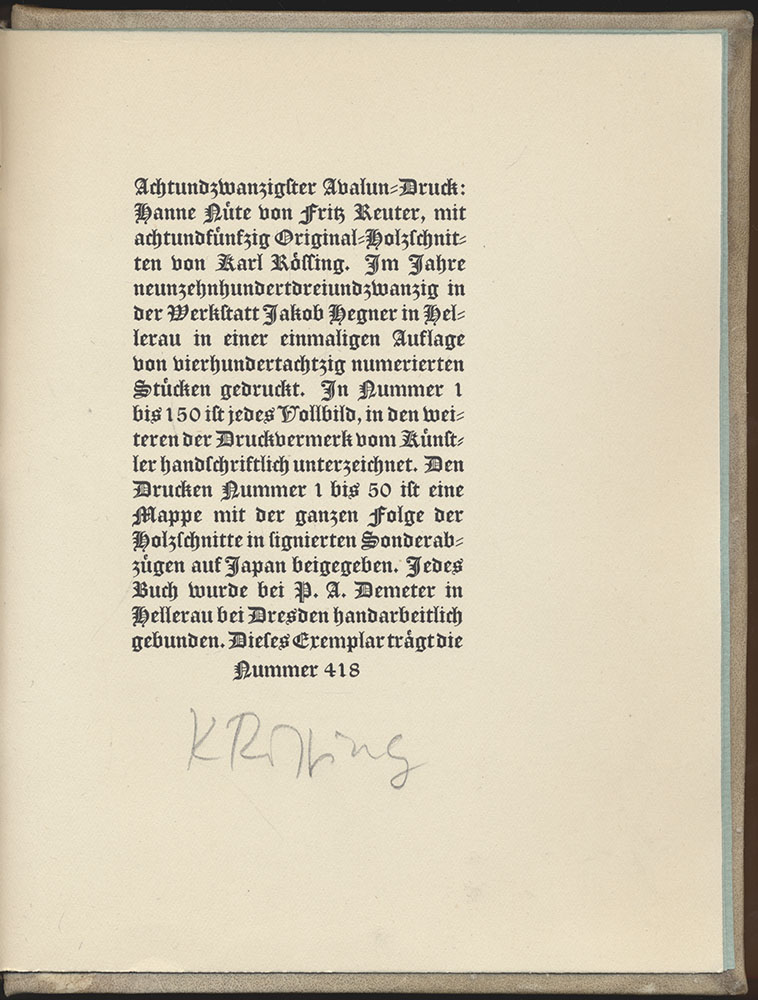 Achtundzwanzigster Avalun-Druck:
Hanne Nüte von Fritz Reuter, mit
achtundfünfzig Original-Holzschnit-
ten von Karl Rössing. Im Jahre
neunzehnhundertdreiundzwanzig in
der Werkstatt Jakob Hegner in Hel-
lerau in einer einmaligen Auflage
von vierhundertachtzig numerierten
Stücken gedruckt. In Nummer 1
bis 150 ist jedes Vollbild, in den wei-
teren der Druckvermerk vom Künst-
ler handschriftlich unterzeichnet. Den
Drucken Nummer 1 bis 50 ist eine
Mappe mit der ganzen Folge der
Holzschnitte in signierten Sonderab-
zügen auf Japan beigegeben. Jedes
Buch wurde bei P. A. Demeter in
Hellerau bei Dresden handarbeitlich
gebunden. Dieses Exemplar trägt die
Nummer 418
K Rössing